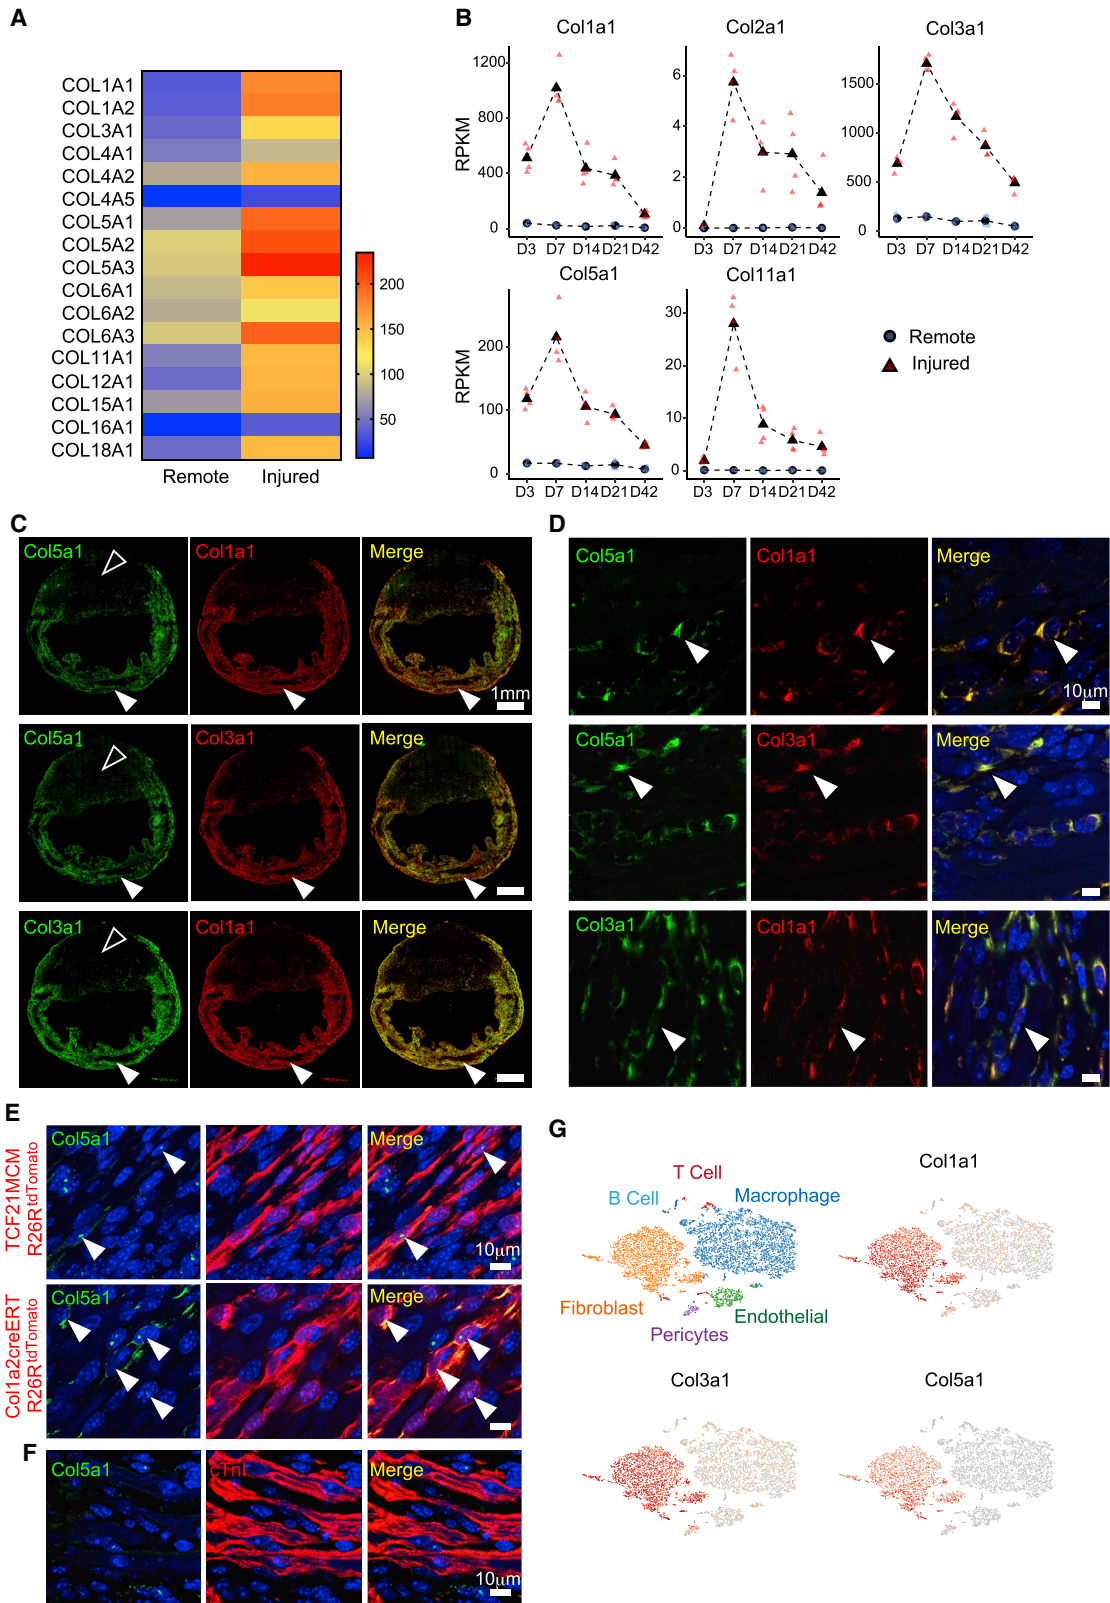 A
COL1A1
COL1A2
COL3A1
COL4A1
COL4A2
COL4A5
COL5A1
COL5A2
COL5A3
COL6A1
COL6A2
COL6A3
COL11A1
COL12A1
COL15A1
COL16A1
COL18A1
Remote Injured
200
150
100
50
B
Col1a1 Col2a1 Col3a1
RPKM
1200
800
400
0
D3 D7 D14 D21 D42
6
4
2
0
D3 D7 D14 D21 D42
1500
1000
500
0
D3 D7 D14 D21 D42
Col5a1 Col11a1
RPKM
200
100
0
D3 D7 D14 D21 D42
30
20
10
0
D3 D7 D14 D21 D42
Remote
Injured
C
Col5a1 Col1a1 Merge
1mm
Col5a1 Col3a1 Merge
Col3a1 Col1a1 Merge
D
Col5a1 Col1a1 Merge
10μm
Col5a1 Col3a1 Merge
Col3a1 Col1a1 Merge
E
TCF21MCM
R26RtdTomato
Col5a1 Merge
10μm
Col1a2creERT
R26RtdTomato
Col5a1 Merge
F
Col5a1 cTnI Merge
10μm
G
T Cell
B Cell Macrophage
Fibroblast Endothelial
Pericytes
Col1a1
Col3a1 Col5a1